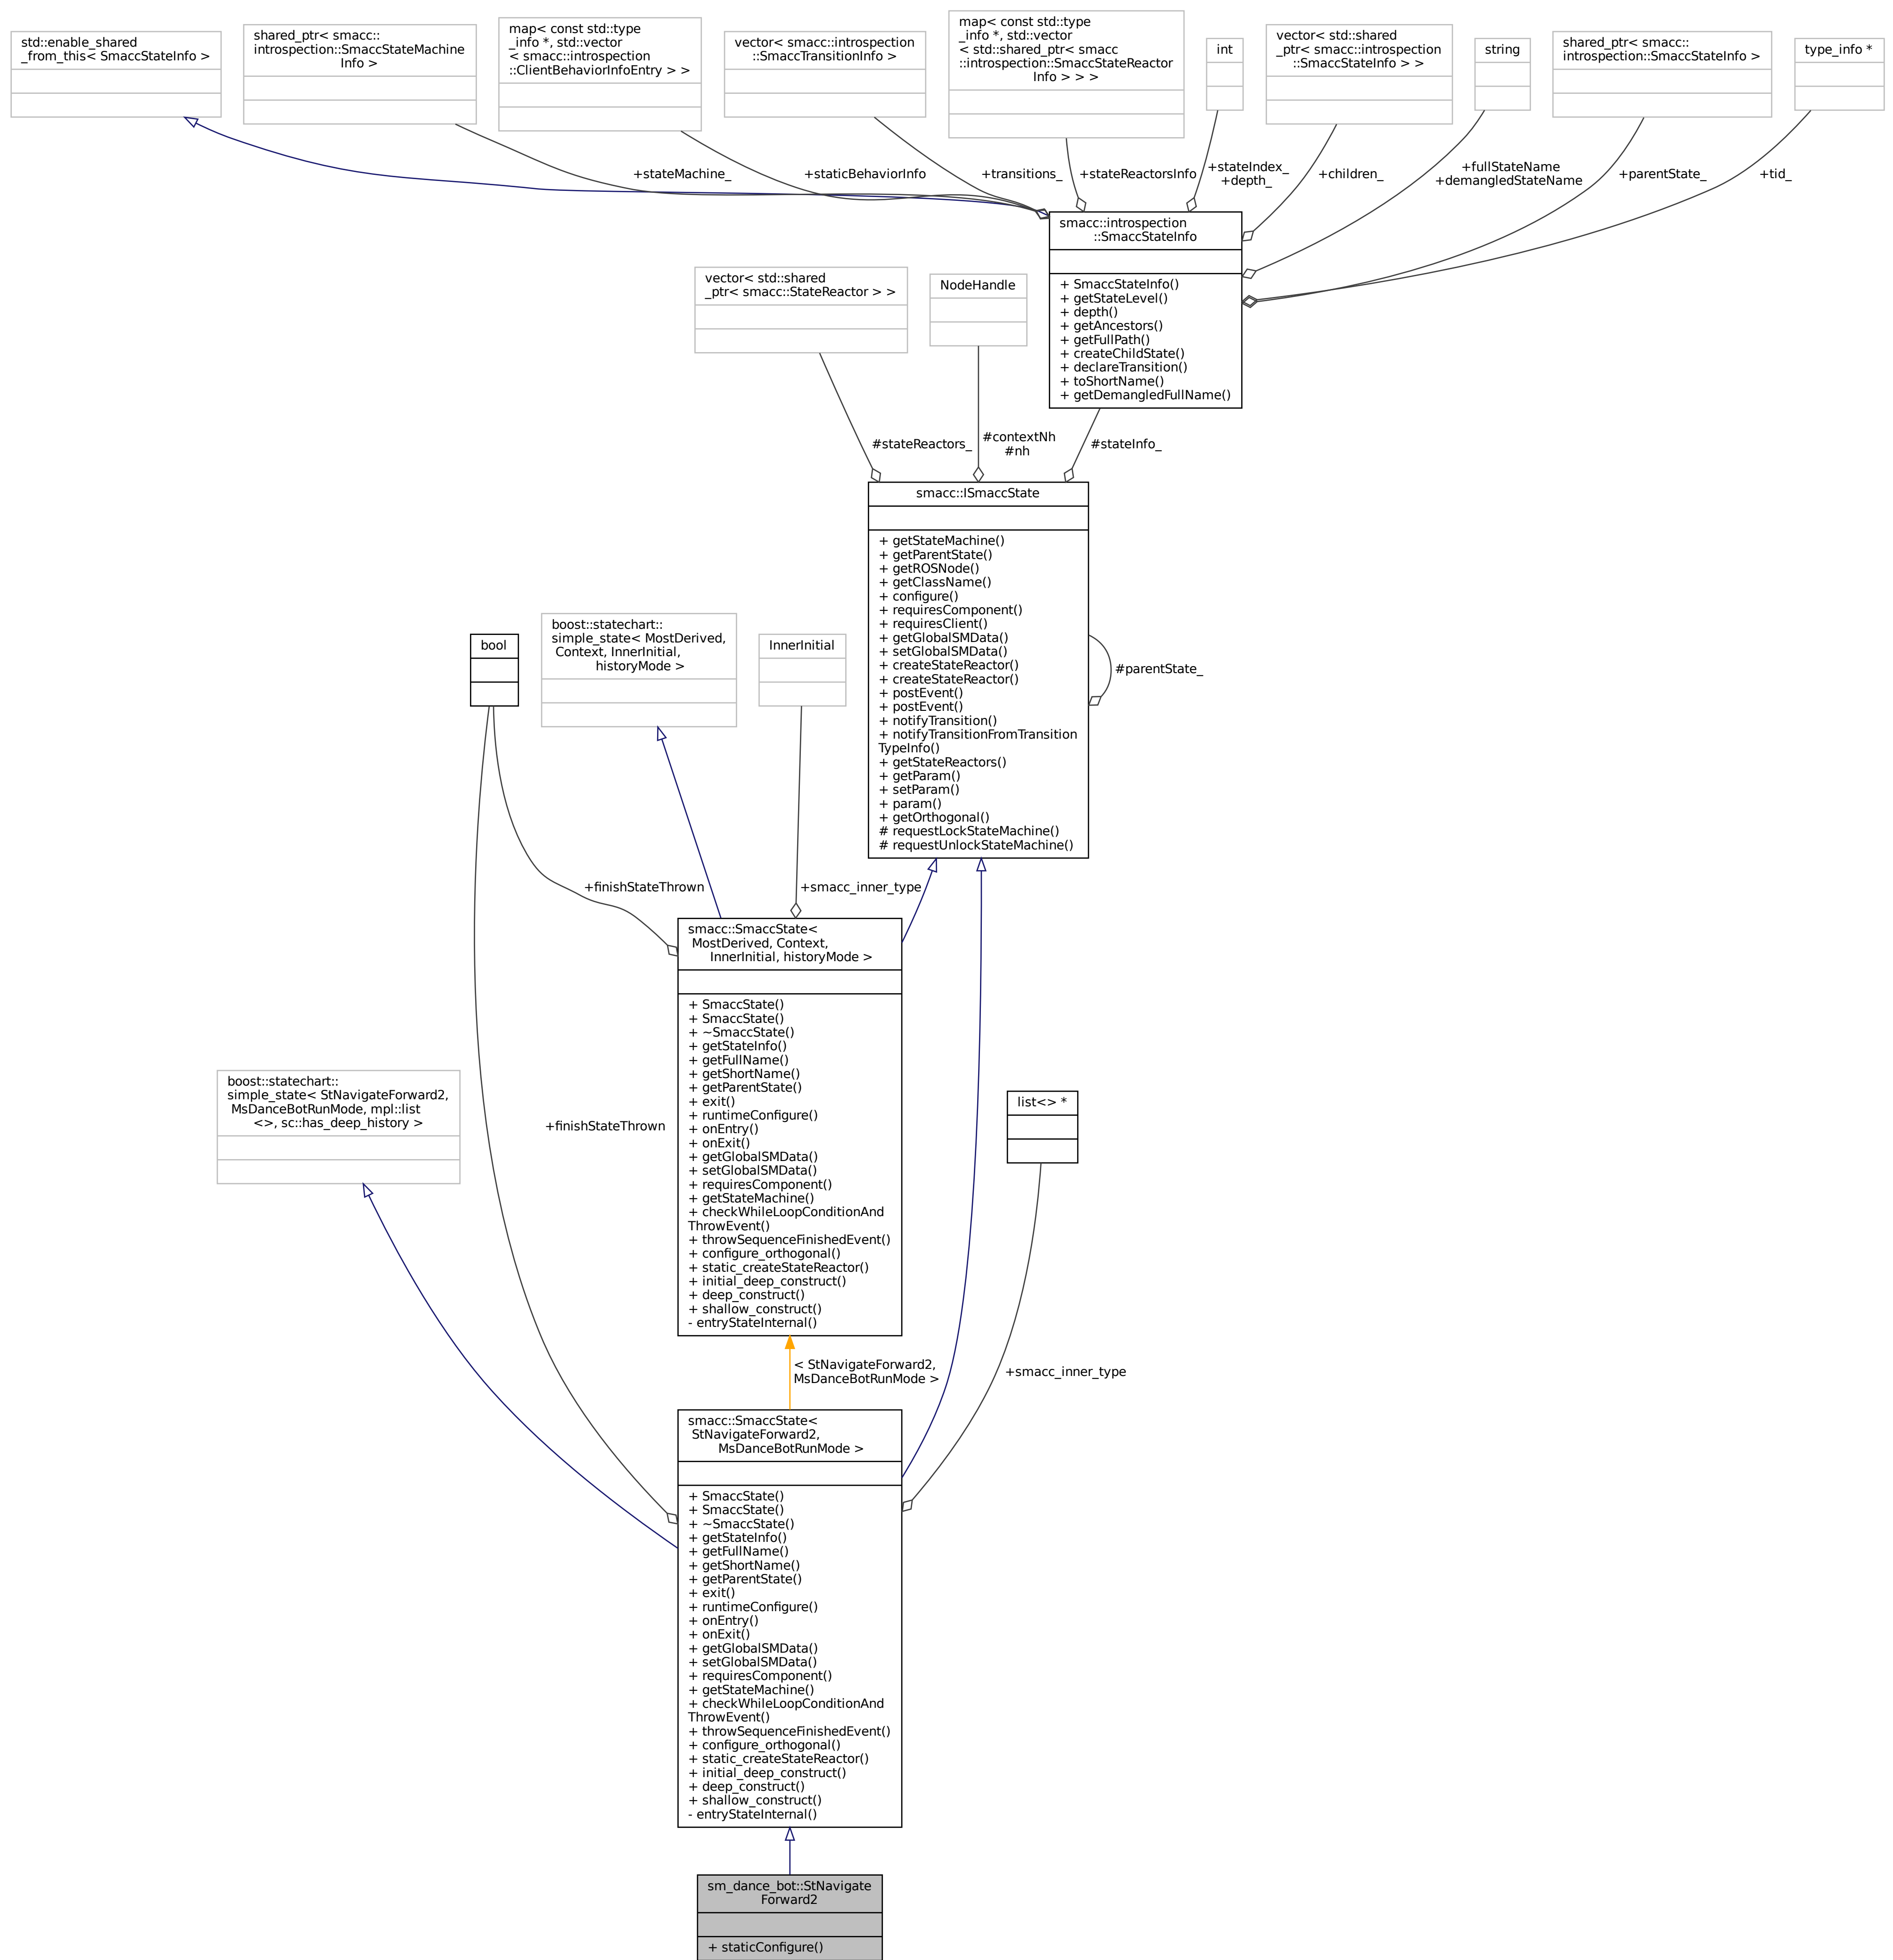 std::enable_shared
_from_this< SmaccStateInfo >
shared_ptr< smacc::
introspection::SmaccStateMachine
Info >
map< const std::type
_info *, std::vector
< smacc::introspection
::ClientBehaviorInfoEntry > >
vector< smacc::introspection
::SmaccTransitionInfo >
map< const std::type
_info *, std::vector
< std::shared_ptr< smacc
::introspection::SmaccStateReactor
Info > > >
int
vector< std::shared
_ptr< smacc::introspection
::SmaccStateInfo > >
string
shared_ptr< smacc::
introspection::SmaccStateInfo >
type_info *
+stateMachine_
+staticBehaviorInfo
+transitions_
+stateReactorsInfo
+stateIndex_
+depth_
+children_
+fullStateName
+demangledStateName
+parentState_
+tid_
smacc::introspection
::SmaccStateInfo
+ SmaccStateInfo()
+ getStateLevel()
+ depth()
+ getAncestors()
+ getFullPath()
+ createChildState()
+ declareTransition()
+ toShortName()
+ getDemangledFullName()
vector< std::shared
_ptr< smacc::StateReactor > >
NodeHandle
#stateReactors_
#contextNh
#nh
#stateInfo_
smacc::ISmaccState
+ getStateMachine()
+ getParentState()
+ getROSNode()
+ getClassName()
+ configure()
+ requiresComponent()
+ requiresClient()
+ getGlobalSMData()
+ setGlobalSMData()
+ createStateReactor()
+ createStateReactor()
+ postEvent()
+ postEvent()
+ notifyTransition()
+ notifyTransitionFromTransition
TypeInfo()
+ getStateReactors()
+ getParam()
+ setParam()
+ param()
+ getOrthogonal()
# requestLockStateMachine()
# requestUnlockStateMachine()
#parentState_
bool
boost::statechart::
simple_state< MostDerived,
Context, InnerInitial,
historyMode >
InnerInitial
+finishStateThrown
+smacc_inner_type
smacc::SmaccState<
MostDerived, Context,
InnerInitial, historyMode >
+ SmaccState()
+ SmaccState()
+ ~SmaccState()
+ getStateInfo()
+ getFullName()
+ getShortName()
+ getParentState()
+ exit()
+ runtimeConfigure()
+ onEntry()
+ onExit()
+ getGlobalSMData()
+ setGlobalSMData()
+ requiresComponent()
+ getStateMachine()
+ checkWhileLoopConditionAnd
ThrowEvent()
+ throwSequenceFinishedEvent()
+ configure_orthogonal()
+ static_createStateReactor()
+ initial_deep_construct()
+ deep_construct()
+ shallow_construct()
- entryStateInternal()
boost::statechart::
simple_state< StNavigateForward2,
MsDanceBotRunMode, mpl::list
<>, sc::has_deep_history >
+finishStateThrown
list<> *
< StNavigateForward2,
MsDanceBotRunMode >
+smacc_inner_type
smacc::SmaccState<
StNavigateForward2,
MsDanceBotRunMode >
+ SmaccState()
+ SmaccState()
+ ~SmaccState()
+ getStateInfo()
+ getFullName()
+ getShortName()
+ getParentState()
+ exit()
+ runtimeConfigure()
+ onEntry()
+ onExit()
+ getGlobalSMData()
+ setGlobalSMData()
+ requiresComponent()
+ getStateMachine()
+ checkWhileLoopConditionAnd
ThrowEvent()
+ throwSequenceFinishedEvent()
+ configure_orthogonal()
+ static_createStateReactor()
+ initial_deep_construct()
+ deep_construct()
+ shallow_construct()
- entryStateInternal()
sm_dance_bot::StNavigate
Forward2
+ staticConfigure()